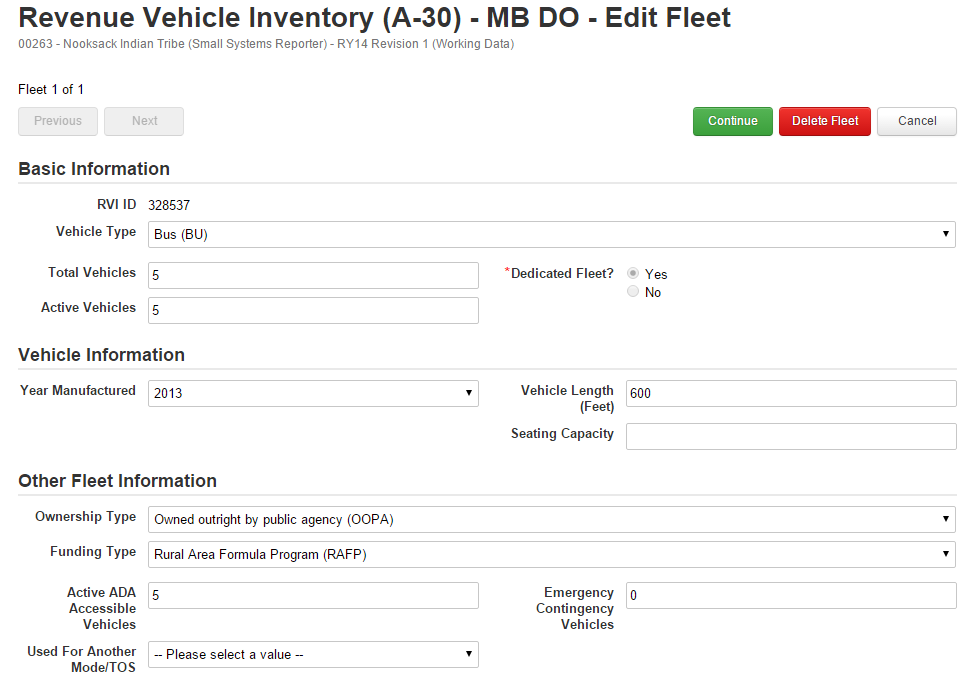 Revenue Vehicle Inventory (A-30) - MB DO - Edit Fleet
00263 - Nooksack Indian Tribe (Small Systems Reporter) - RY14 Revision 1 (Working Data)
Fleet 1 of 1
Previous Next Continue Delete Fleet Cancel
Basic Information
RVI ID 328537
Vehicle Type Bus (BU)
Total Vehicles 5 *Dedicated Fleet? Yes
No
Active Vehicles 5
Vehicle Information
Year Manufactured 2013 Vehicle Length 600
(Feet)
Seating Capacity
Other Fleet Information
Ownership Type Owned outright by public agency (OOPA)
Funding Type Rural Area Formula Program (RAFP)
Active ADA 5 Emergency 0
Accessible Contingency
Vehicles Vehicles
Used For Another -- Please select a value --
Mode/TOS